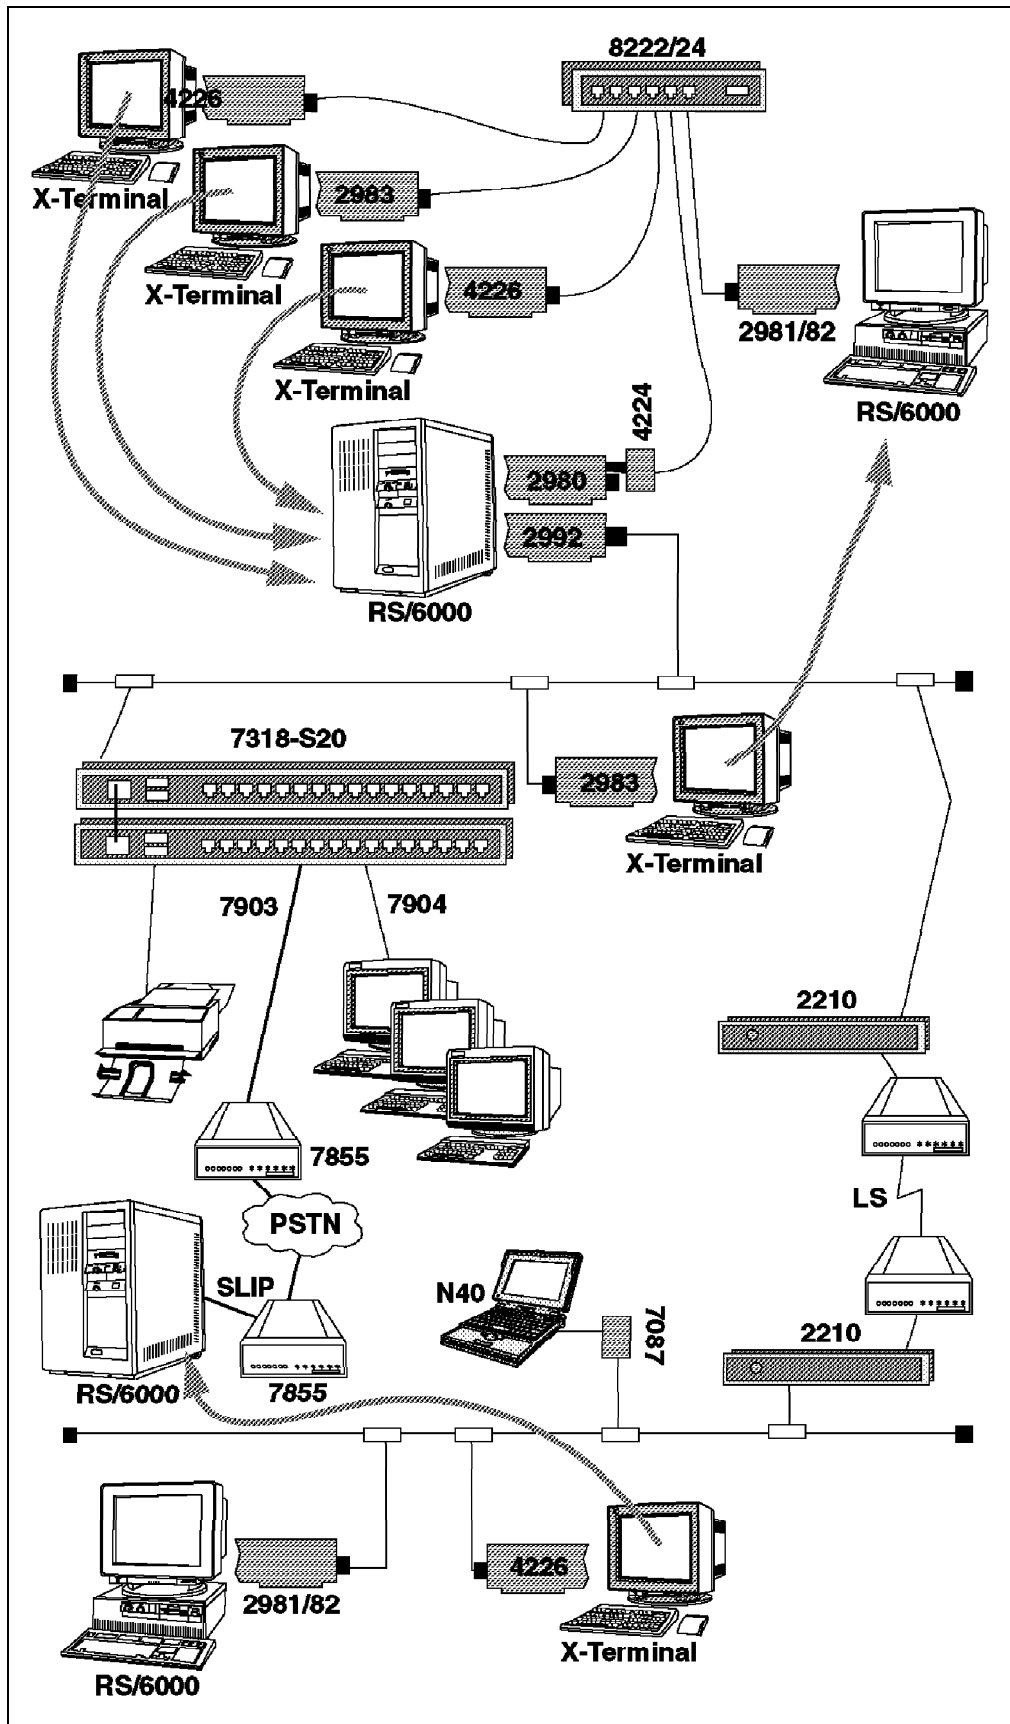 8222/24
4226
X-Terminal
2983
X-Terminal
4226
X-Terminal
2981/82
RS/6000
4224
2980
2992
RS/6000
7318-S20
2983
X-Terminal
7903
7904
2210
7855
LS
PSTN
SLIP
N40
7087
2210
RS/6000
7855
2981/82
4226
X-Terminal
RS/6000